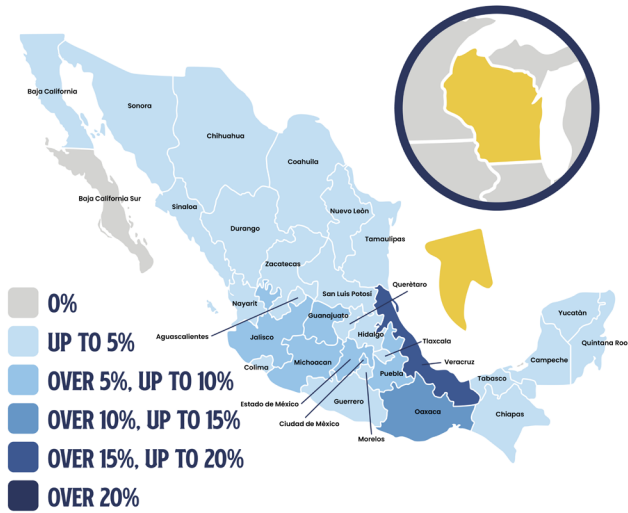 Baja California
Sonora
Chihuahua
Coahuila
Baja California Sur
Sinaloa
Nuevo León
Durango
Tamaulipas
Zacatecas
San Luis Potosí
Querétaro
Nayarit
Guanajuato
Yucatán
Aguascalientes
Jalisco
Hidalgo
Tlaxcala
Quintana Roo
Michoacan
Veracruz
Campeche
Colima
Puebla
Tabasco
Estado de México
Guerrero
Oaxaca
Chiapas
Ciudad de México
Morelos
0%
UP TO 5%
OVER 5%, UP TO 10%
OVER 10%, UP TO 15%
OVER 15%, UP TO 20%
OVER 20%